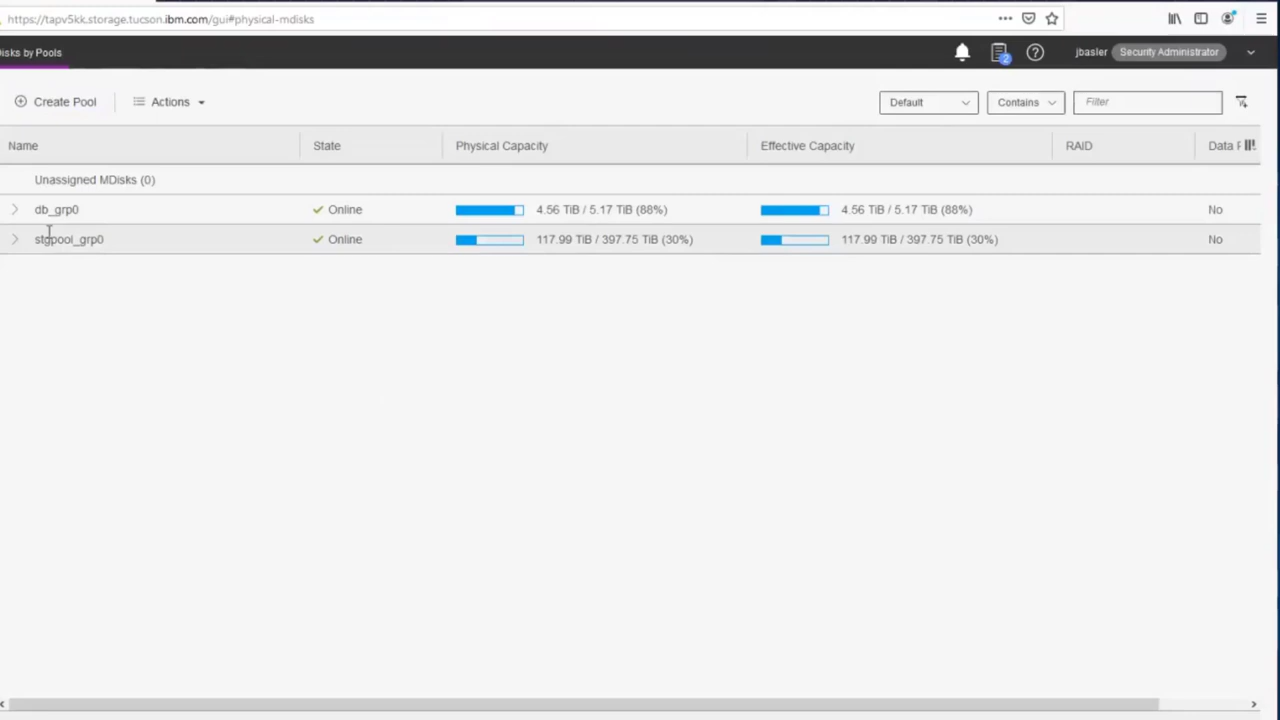 https://tapv5kk.storage.tucson.ibm.com/gui#physical-mdisks
isks by Pools
2
jbasler Security Administrator
Create Pool Actions Default Contains Filter
Name State Physical Capacity Effective Capacity RAID Data
Unassigned MDisks (0)
db_grp0 Online 4.56 TiB / 5.17 TiB (88%) 4.56 TiB / 5.17 TiB (88%) No
stgpool_grp0 Online 117.99 TiB / 397.75 TiB (30%) 117.99 TiB / 397.75 TiB (30%) No